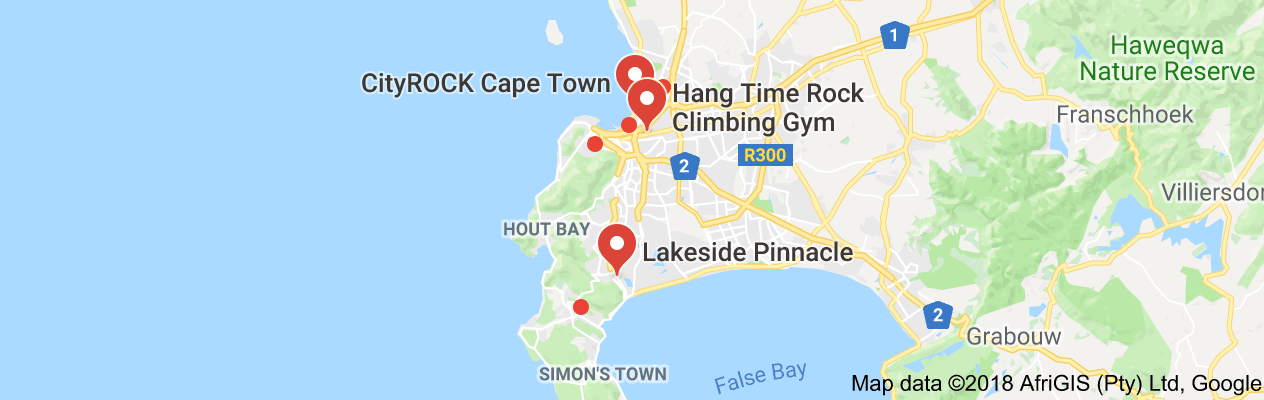 1
Haweqwa
Nature Reserve
CityROCK Cape Town
Hang Time Rock
Climbing Gym
Franschhoek
R300
2
Villiersdor
HOUT BAY
Lakeside Pinnacle
2
Grabouw
SIMON'S TOWN
False Bay
Map data ©2018 AfriGIS (Pty) Ltd, Google